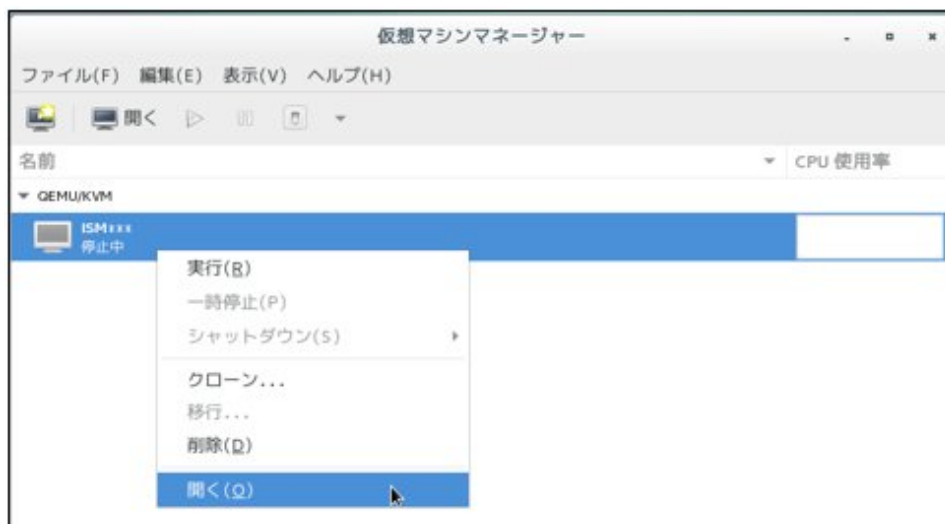 仮想マシンマネージャー
ファイル(F) 編集(E) 表示(V) ヘルプ(H)
開く
名前 CPU 使用率
QEMU/KVM
ISMxxx
停止中
実行(R)
一時停止(P)
シャットダウン(S)
クローン...
移行...
削除(D)
開く(O)